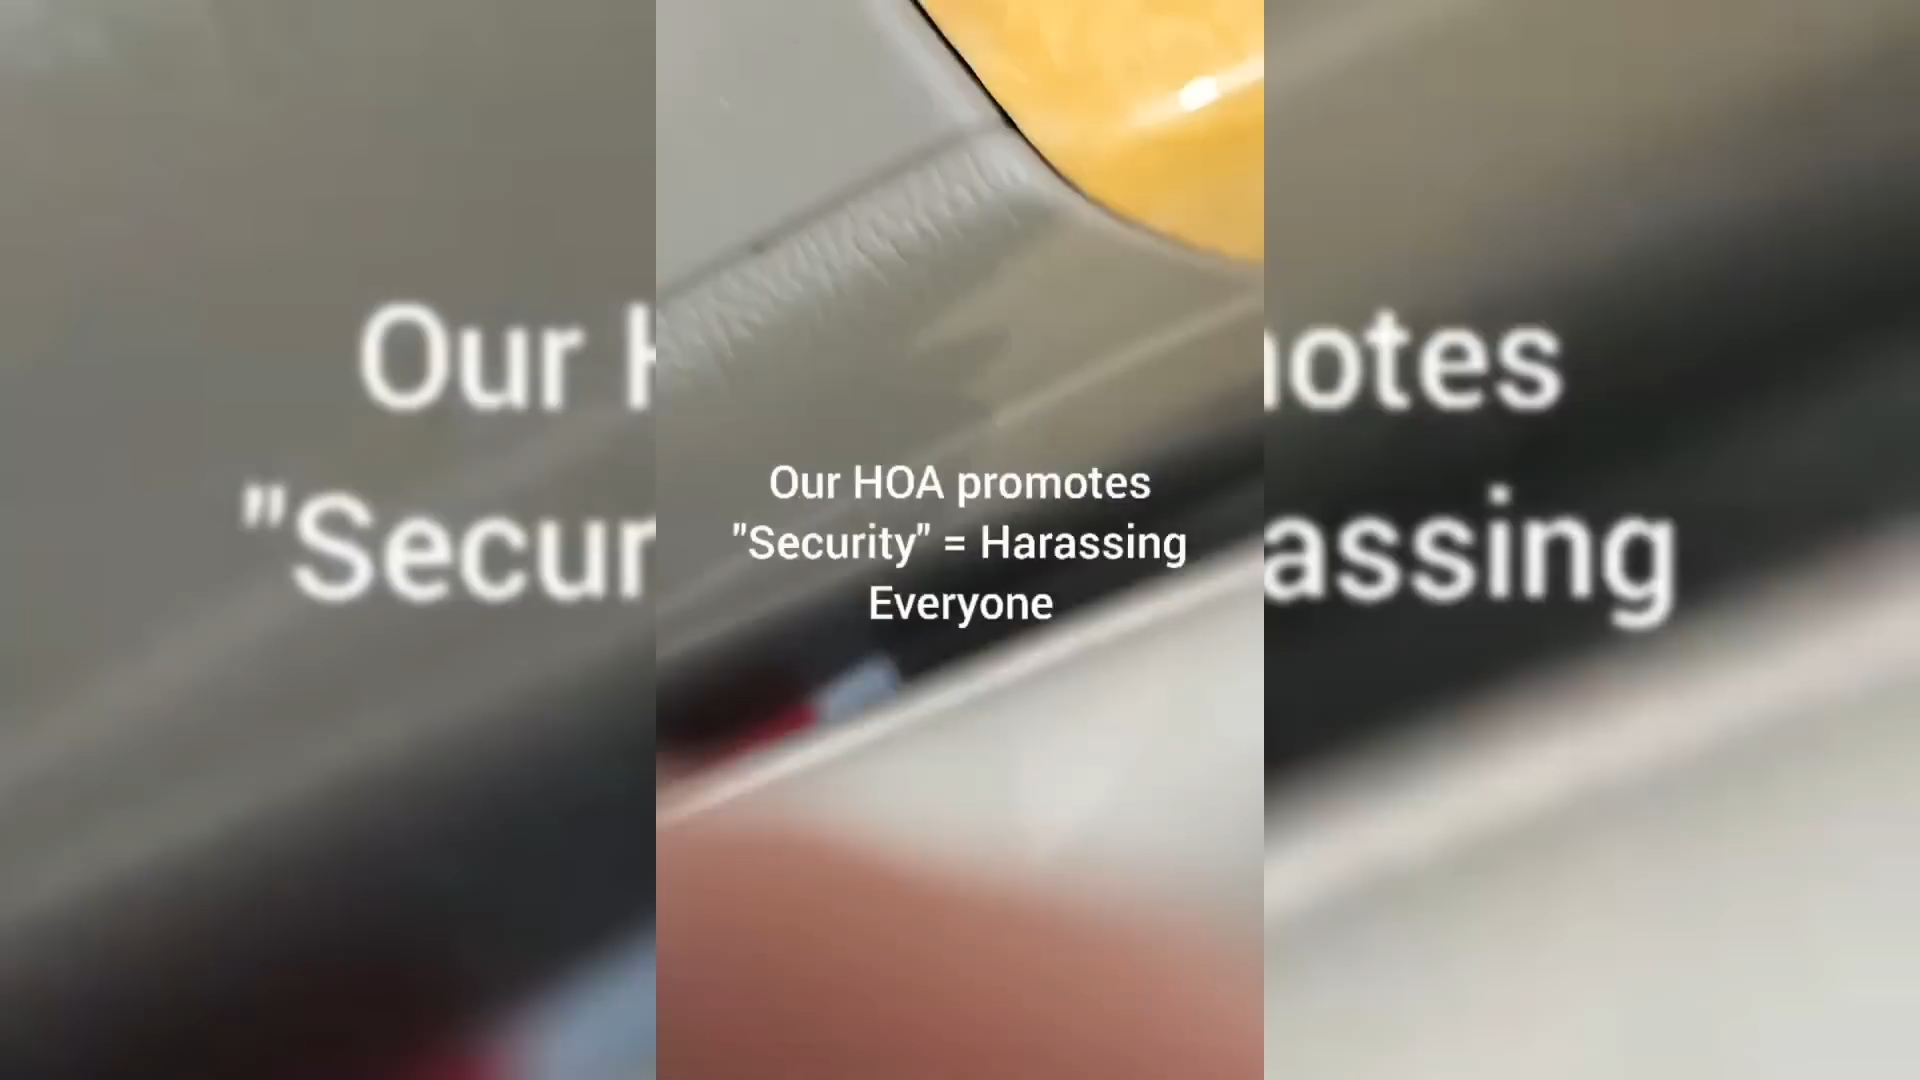 Our HOA promotes
"Security" = Harassing
Everyone